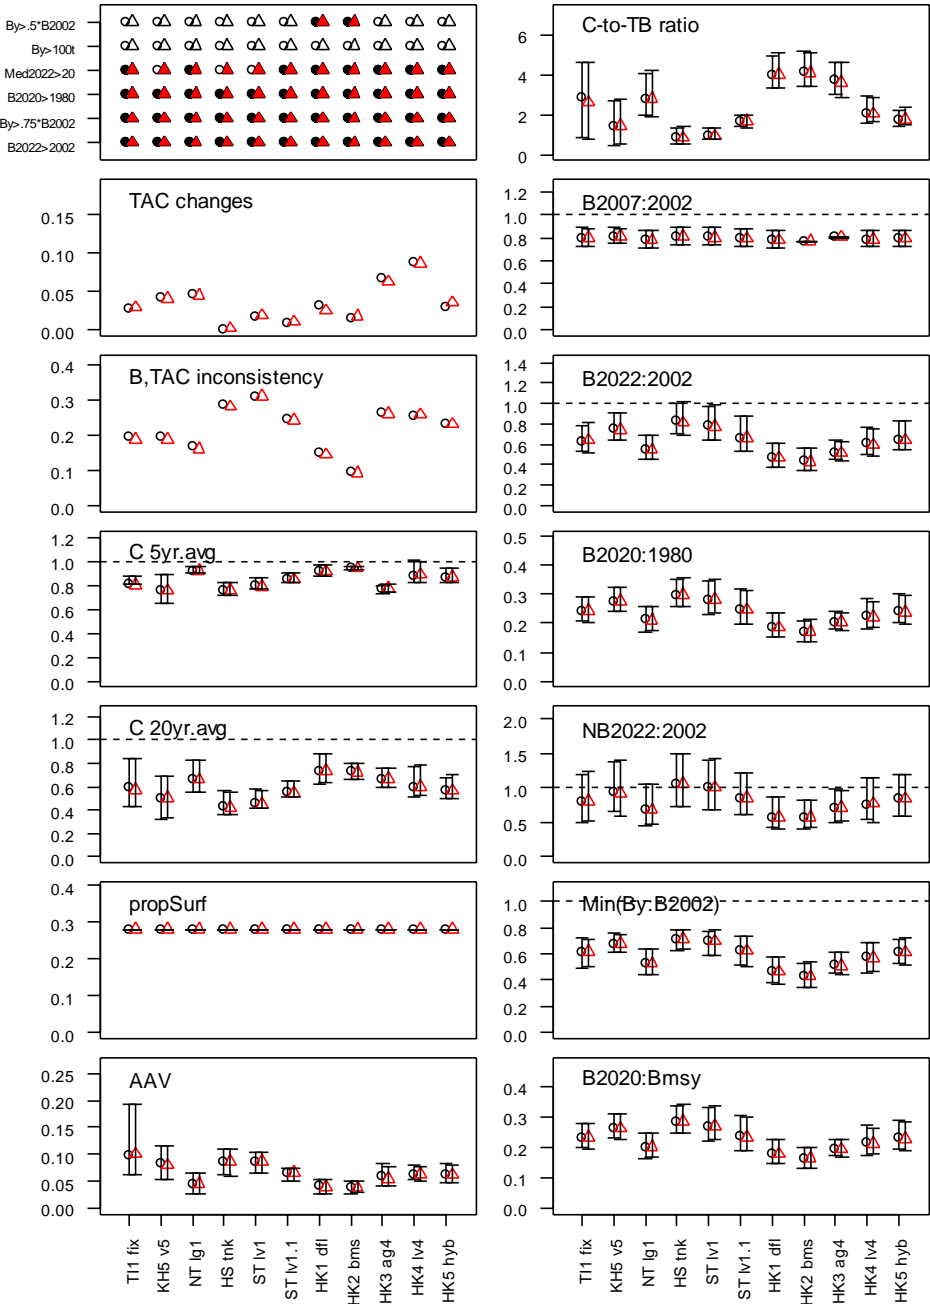 By>.5*B2002
By>100t
Med2022>20
B2020>1980
By>.75*B2002
B2022>2002
TAC changes
0.15
0.10
0.05
0.00
B,TAC inconsistency
0.4
0.3
0.2
0.1
0.0
C 5yr.avg
1.2
1.0
0.8
0.6
0.4
0.2
0.0
C 20yr.avg
1.2
1.0
0.8
0.6
0.4
0.2
0.0
propSurf
0.4
0.3
0.2
0.1
0.0
AAV
0.25
0.20
0.15
0.10
0.05
0.00
TI1 fix
KH5 v5
NT lg1
HS tnk
ST lv1
ST lv1.1
HK1 dfl
HK2 bms
HK3 ag4
HK4 lv4
HK5 hyb
C-to-TB ratio
6
4
2
0
B2007:2002
1.2
1.0
0.8
0.6
0.4
0.2
0.0
B2022:2002
1.4
1.2
1.0
0.8
0.6
0.4
0.2
0.0
B2020:1980
0.5
0.4
0.3
0.2
0.1
0.0
NB2022:2002
2.0
1.5
1.0
0.5
0.0
Min(By:B2002)
1.0
0.8
0.6
0.4
0.2
0.0
B2020:Bmsy
0.4
0.3
0.2
0.1
0.0
TI1 fix
KH5 v5
NT lg1
HS tnk
ST lv1
ST lv1.1
HK1 dfl
HK2 bms
HK3 ag4
HK4 lv4
HK5 hyb